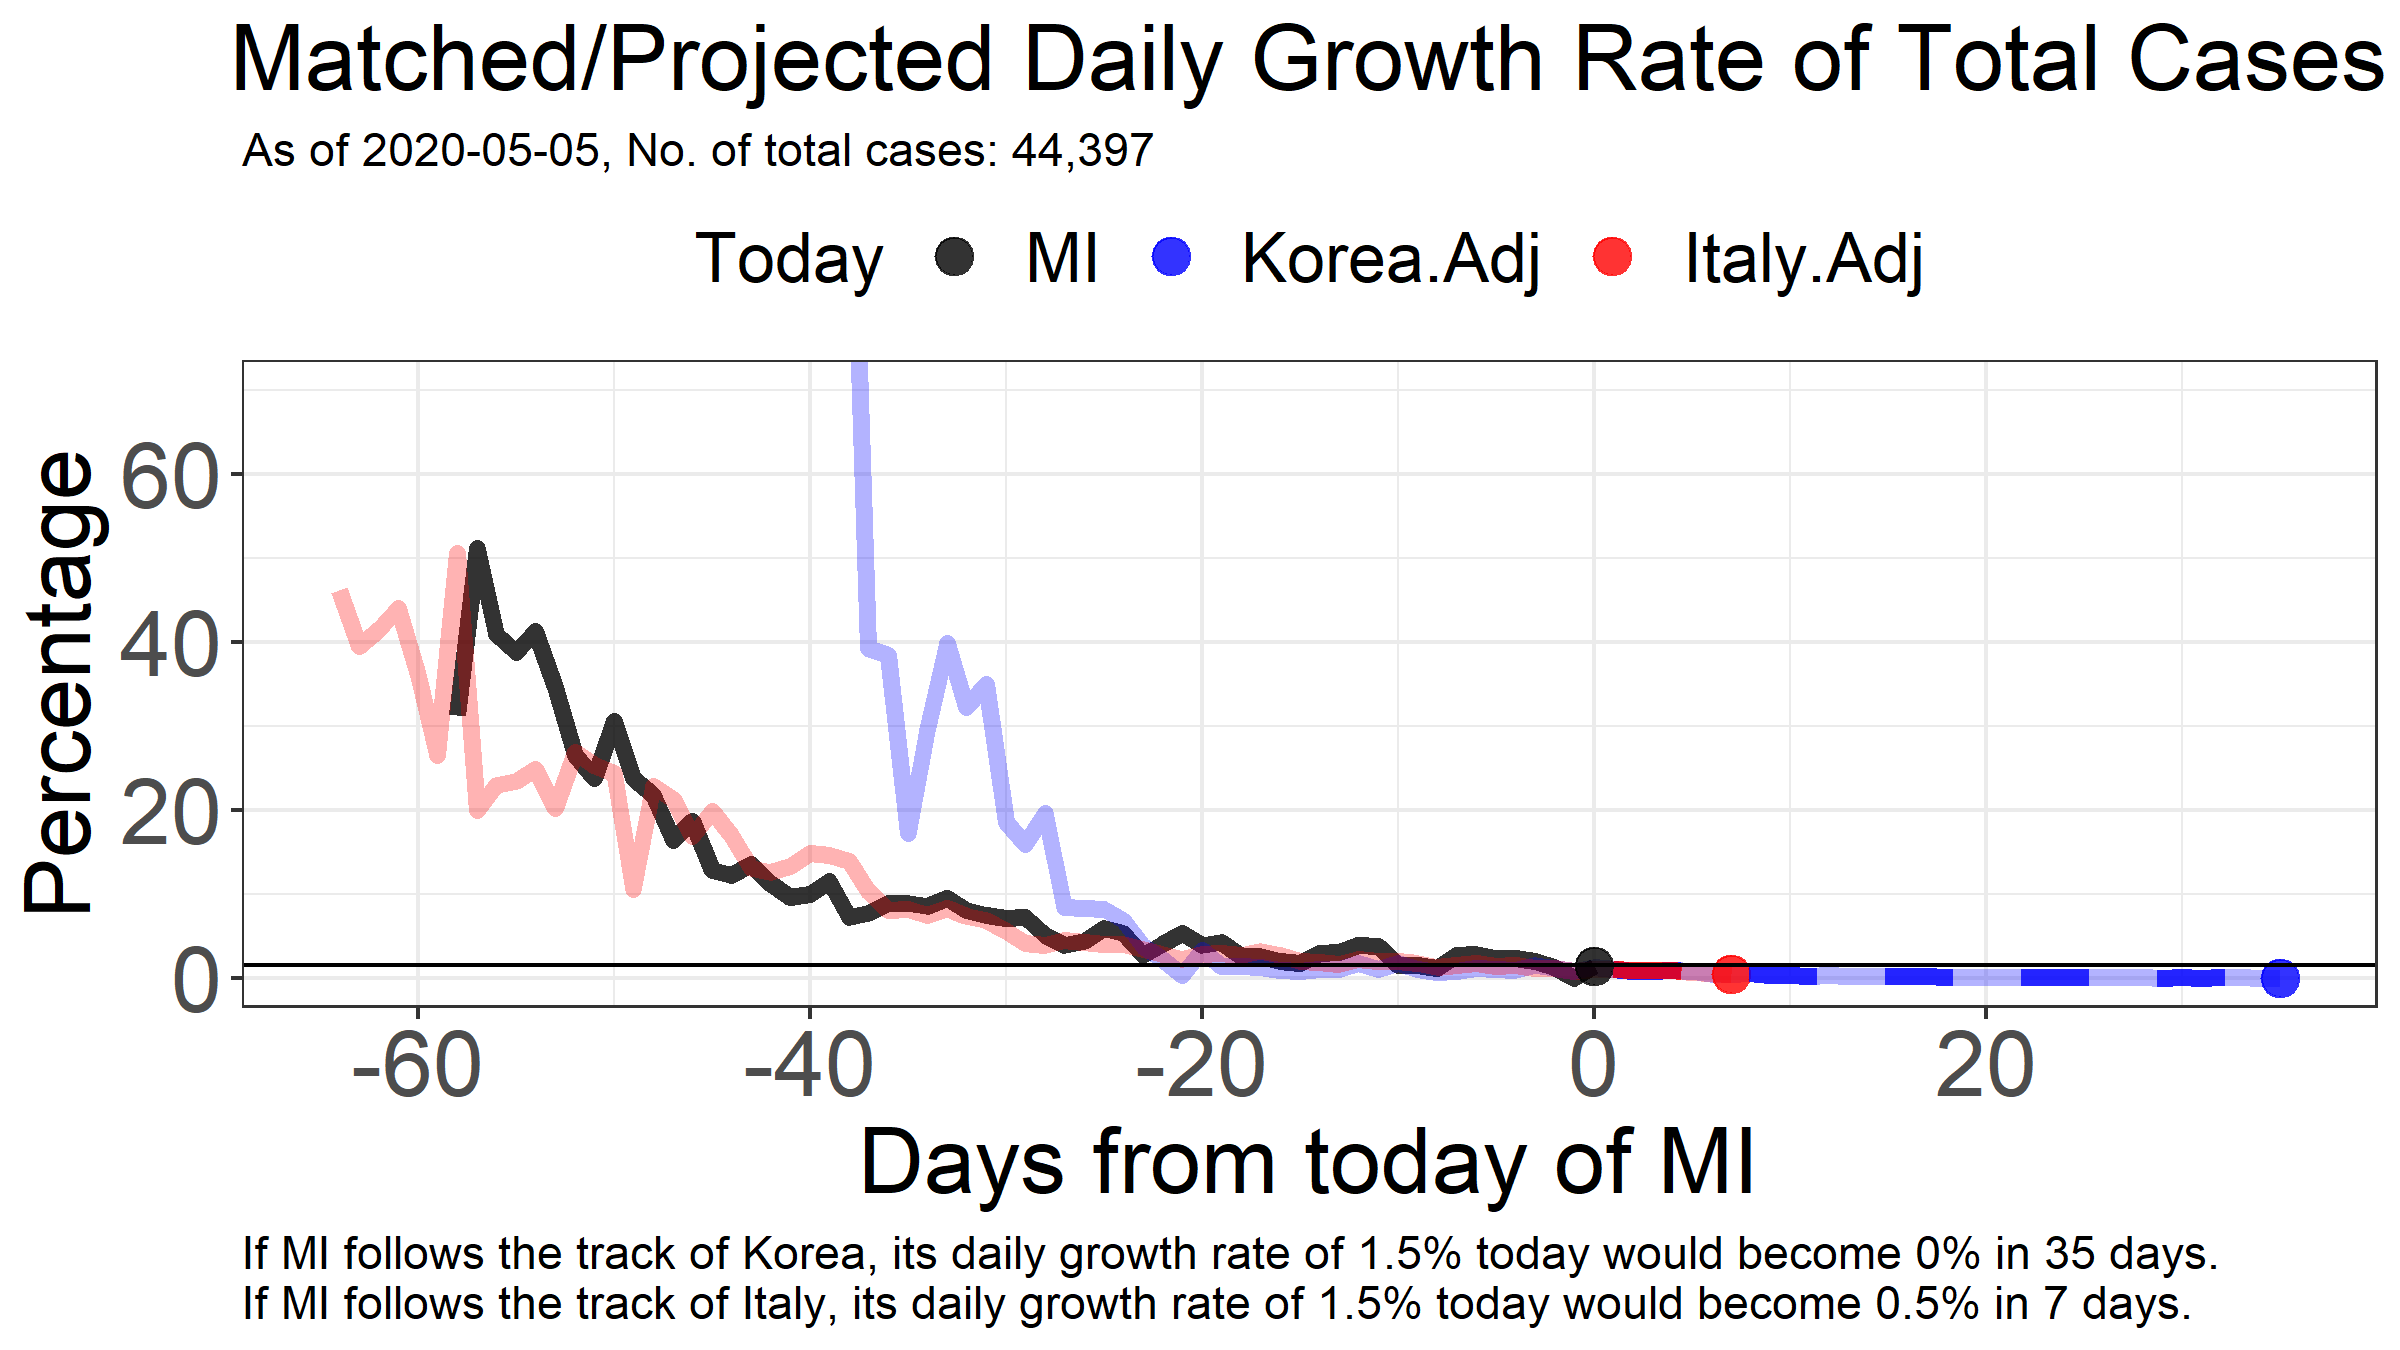 Matched/Projected Daily Growth Rate of Total Cases
As of 2020-05-05, No. of total cases: 44,397
Today MI Korea.Adj Italy.Adj
Percentage
60
40
20
0
-60 -40 -20 0 20
Days from today of MI
If MI follows the track of Korea, its daily growth rate of 1.5% today would become 0% in 35 days.
If MI follows the track of Italy, its daily growth rate of 1.5% today would become 0.5% in 7 days.